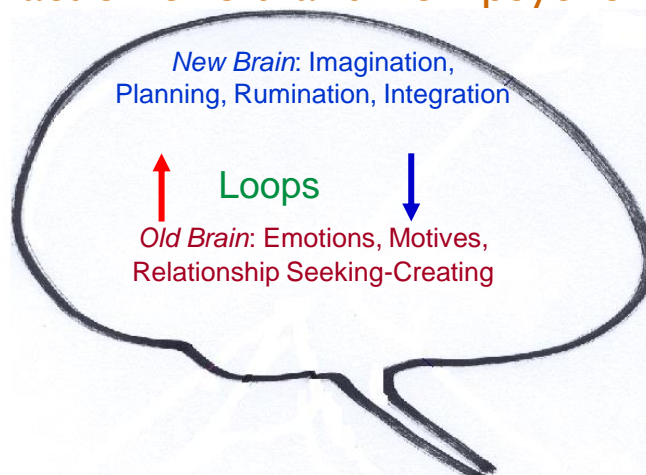 New Brain: Imagination,
Planning, Rumination, Integration
Loops
Old Brain: Emotions, Motives,
Relationship Seeking-Creating